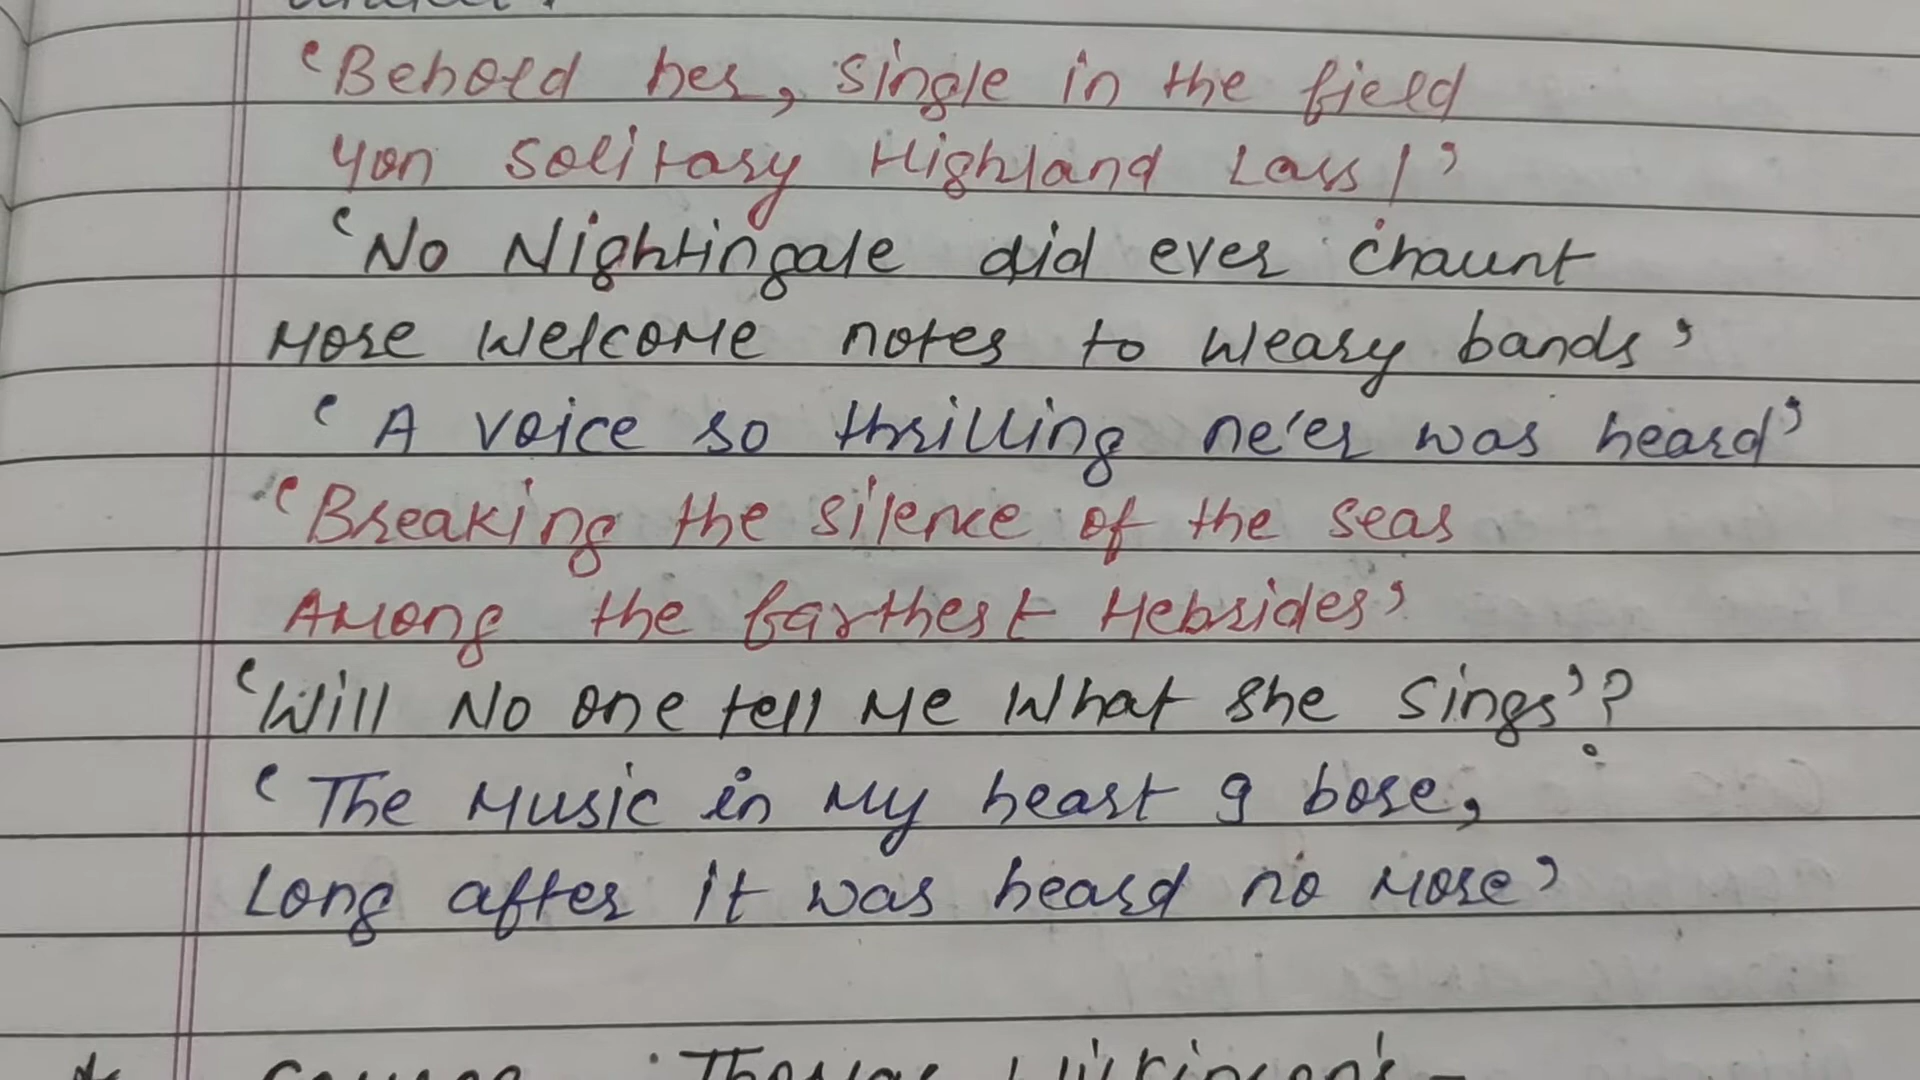 'Behold her, single in the field
Yon solitary Highland Lass!'
'No Nightingale did ever chaunt
More welcome notes to weary bands'
'A voice so thrilling ne'er was heard'
'Breaking the silence of the seas
Among the farthest Hebrides'
'Will No one tell Me What She Sings'?
'The Music in My heart I bore,
Long after it was heard no More'
Thomas Wilkinson's -